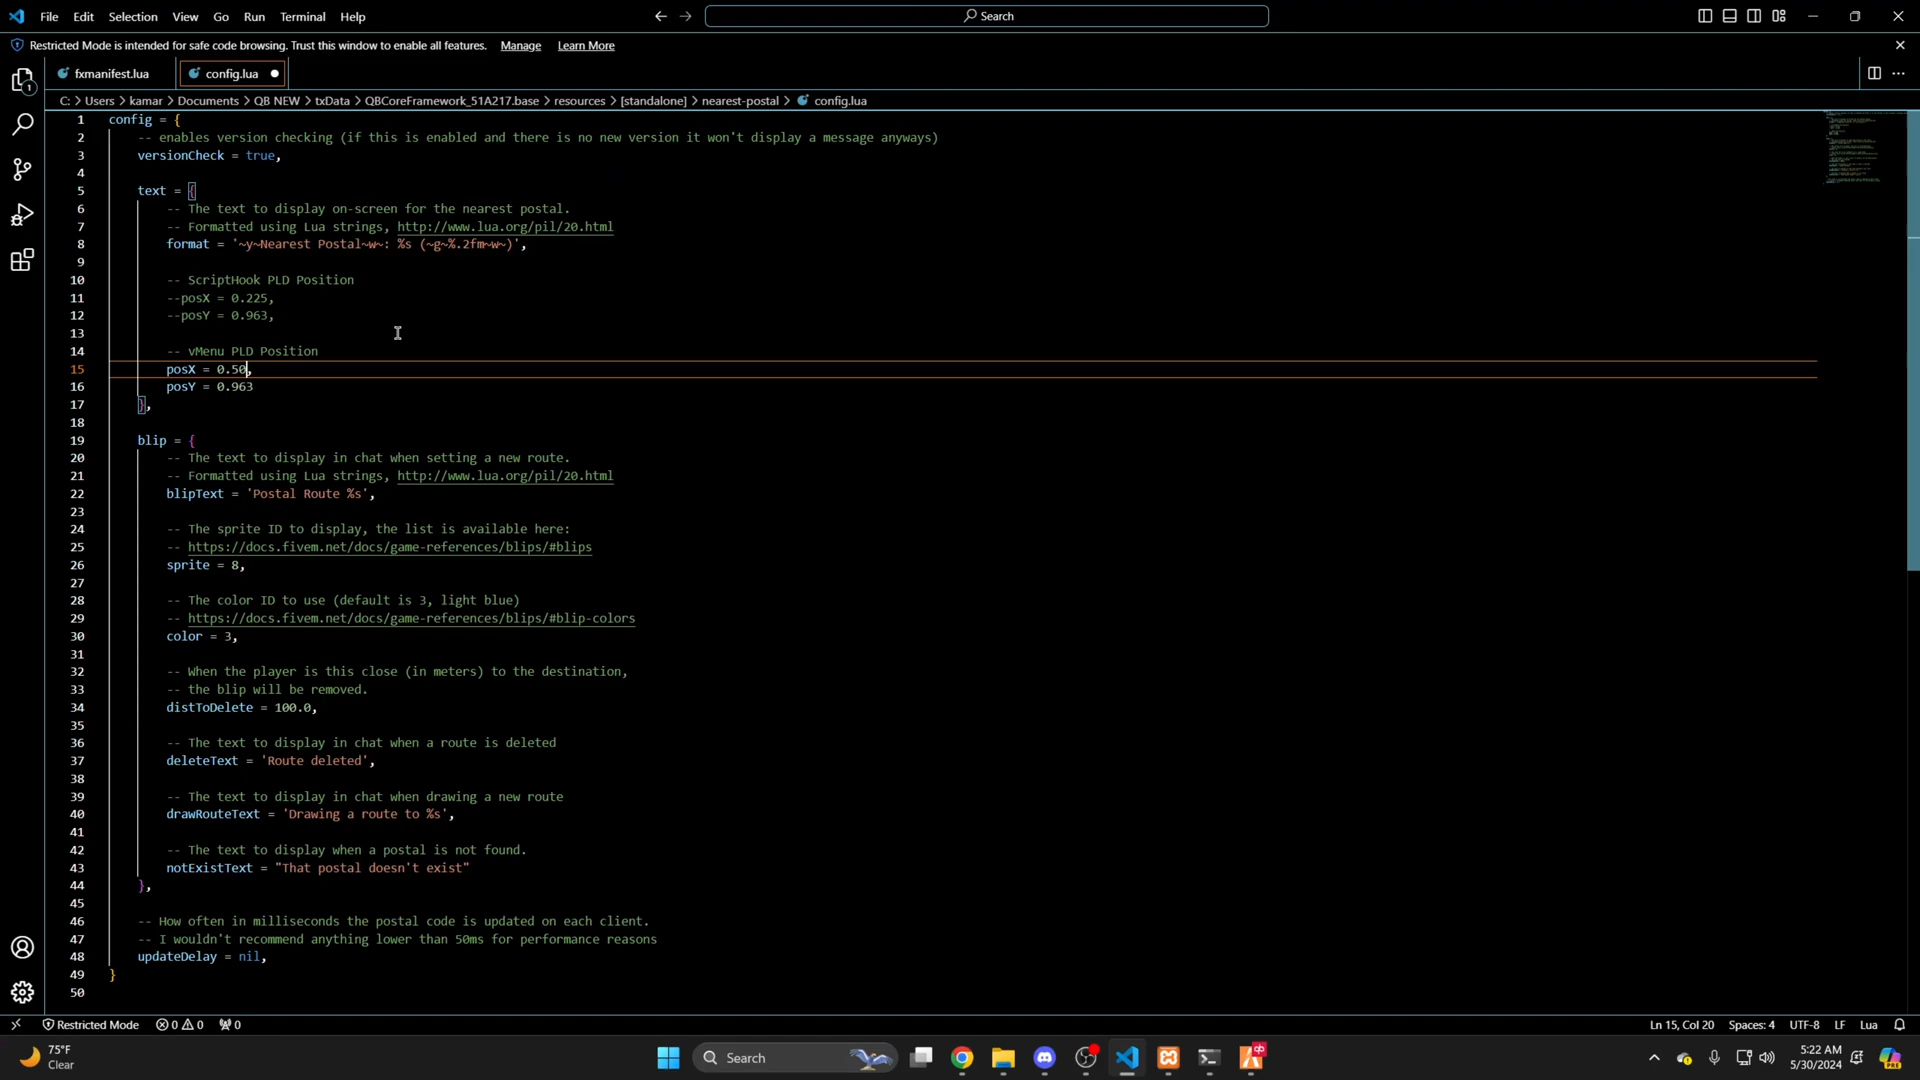 File Edit Selection View Go Run Terminal Help
Search
Restricted Mode is intended for safe code browsing. Trust this window to enable all features. Manage Learn More
fxmanifest.lua config.lua
C: > Users > kamar > Documents > QB NEW > txData > QBCoreFramework_51A217.base > resources > [standalone] > nearest-postal > config.lua
1 config = {
2 -- enables version checking (if this is enabled and there is no new version it won't display a message anyways)
3 versionCheck = true,
4
5 text = {
6 -- The text to display on-screen for the nearest postal.
7 -- Formatted using Lua strings, http://www.lua.org/pil/20.html
8 format = '~y~Nearest Postal~w~: %s (~g~%.2fm~w~)',
9
10 -- ScriptHook PLD Position
11 --posX = 0.225,
12 --posY = 0.963,
13
14 -- vMenu PLD Position
15 posX = 0.50,
16 posY = 0.963
17 },
18
19 blip = {
20 -- The text to display in chat when setting a new route.
21 -- Formatted using Lua strings, http://www.lua.org/pil/20.html
22 blipText = 'Postal Route %s',
23
24 -- The sprite ID to display, the list is available here:
25 -- https://docs.fivem.net/docs/game-references/blips/#blips
26 sprite = 8,
27
28 -- The color ID to use (default is 3, light blue)
29 -- https://docs.fivem.net/docs/game-references/blips/#blip-colors
30 color = 3,
31
32 -- When the player is this close (in meters) to the destination,
33 -- the blip will be removed.
34 distToDelete = 100.0,
35
36 -- The text to display in chat when a route is deleted
37 deleteText = 'Route deleted',
38
39 -- The text to display in chat when drawing a new route
40 drawRouteText = 'Drawing a route to %s',
41
42 -- The text to display when a postal is not found.
43 notExistText = "That postal doesn't exist"
44 },
45
46 -- How often in milliseconds the postal code is updated on each client.
47 -- I wouldn't recommend anything lower than 50ms for performance reasons
48 updateDelay = nil,
49 }
50
Restricted Mode 0 0 0 Ln 15, Col 20 Spaces: 4 UTF-8 LF Lua
75°F
Clear
Search
qb
PRE
5:22 AM
5/30/2024